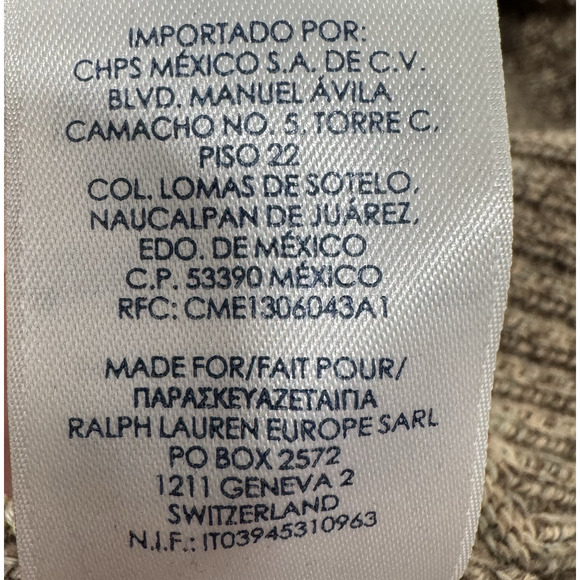 IMPORTADO POR:
CHPS MÉXICO S.A. DE C.V.
BLVD. MANUEL ÁVILA
CAMACHO NO. 5, TORRE C,
PISO 22
COL. LOMAS DE SOTELO,
NAUCALPAN DE JUÁREZ,
EDO. DE MÉXICO
C.P. 53390 MÉXICO
RFC: CME1306043A1
MADE FOR/FAIT POUR/
ΠΑΡΑΣΚΕΥΑΖΕΤΑΙΠΑ
RALPH LAUREN EUROPE SARL
PO BOX 2572
1211 GENEVA 2
SWITZERLAND
N.I.F.: IT03945310963